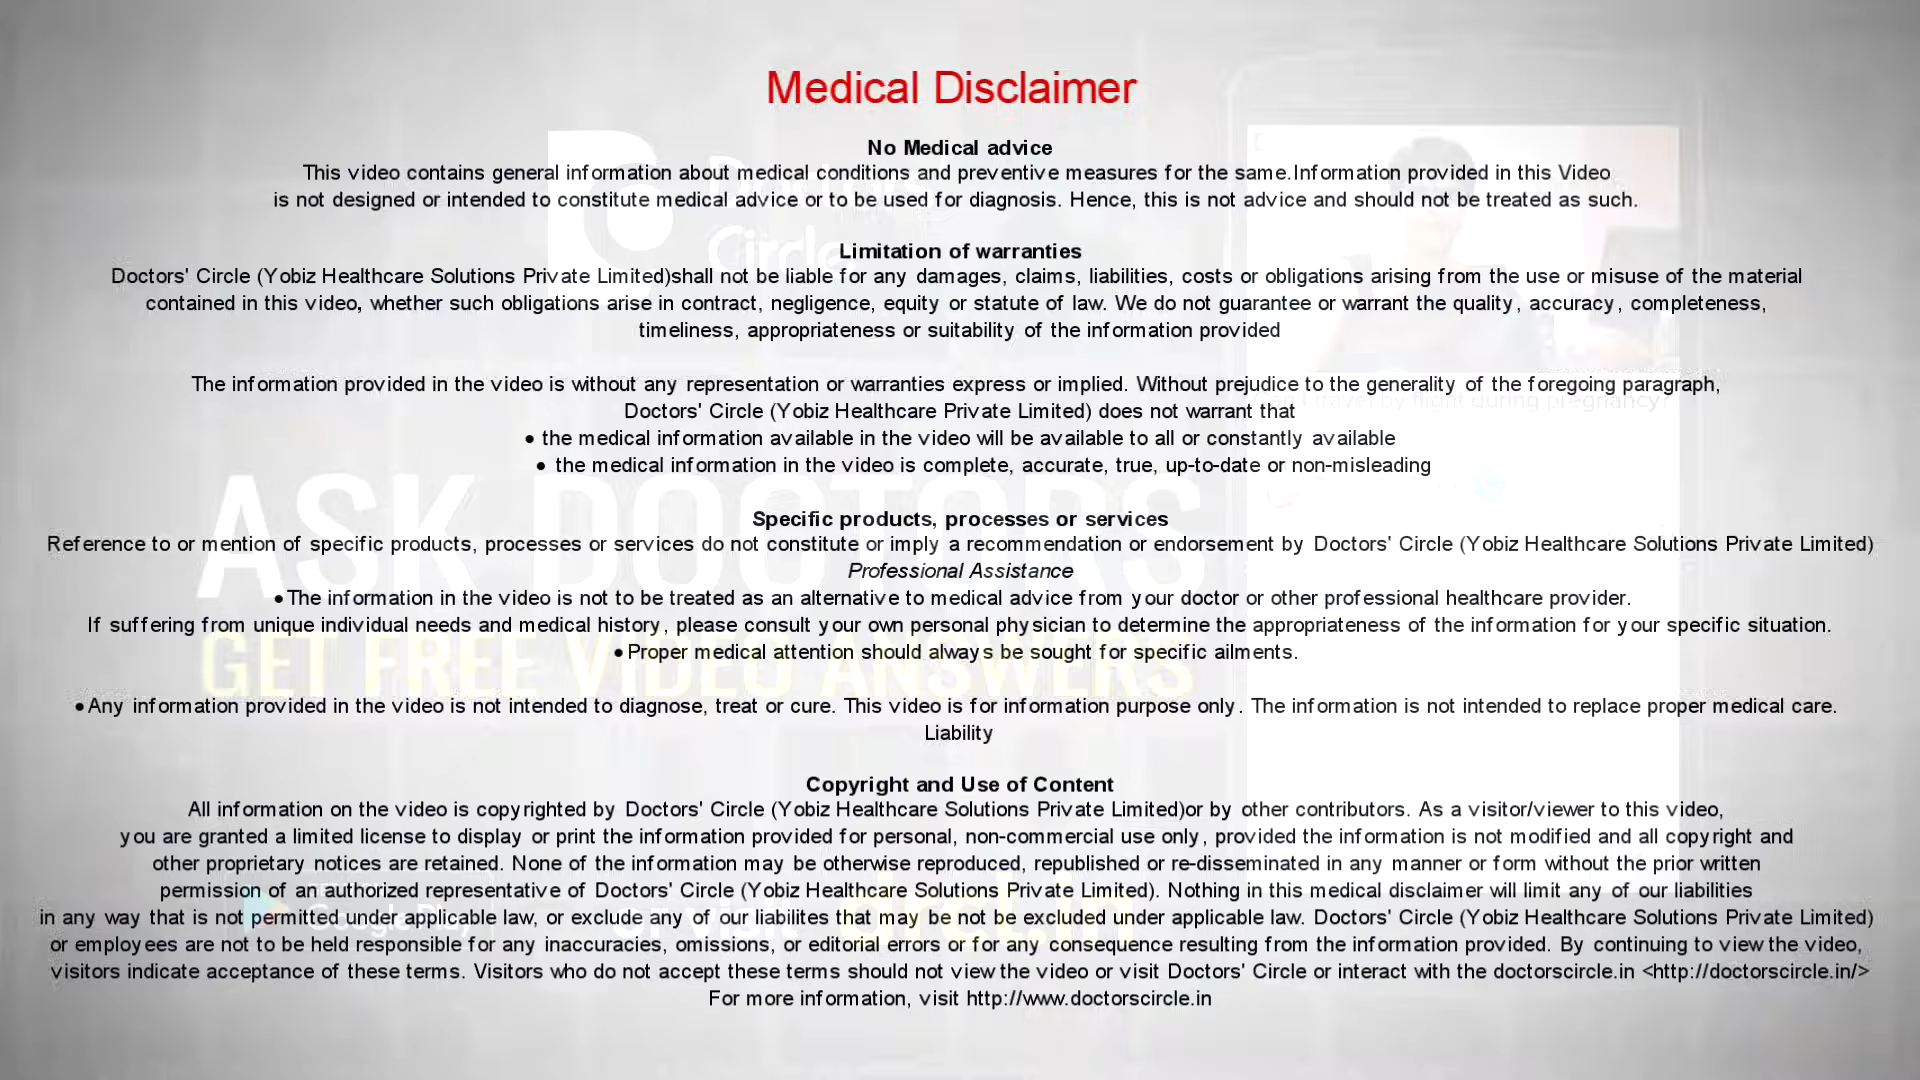 Medical Disclaimer
No Medical advice
This video contains general information about medical conditions and preventive measures for the same.Information provided in this Video
is not designed or intended to constitute medical advice or to be used for diagnosis. Hence, this is not advice and should not be treated as such.
Limitation of warranties
Doctors' Circle (Yobiz Healthcare Solutions Private Limited)shall not be liable for any damages, claims, liabilities, costs or obligations arising from the use or misuse of the material
contained in this video, whether such obligations arise in contract, negligence, equity or statute of law. We do not guarantee or warrant the quality, accuracy, completeness,
timeliness, appropriateness or suitability of the information provided
The information provided in the video is without any representation or warranties express or implied. Without prejudice to the generality of the foregoing paragraph,
Doctors' Circle (Yobiz Healthcare Private Limited) does not warrant that
• the medical information available in the video will be available to all or constantly available
• the medical information in the video is complete, accurate, true, up-to-date or non-misleading
Specific products, processes or services
Reference to or mention of specific products, processes or services do not constitute or imply a recommendation or endorsement by Doctors' Circle (Yobiz Healthcare Solutions Private Limited)
Professional Assistance
•The information in the video is not to be treated as an alternative to medical advice from your doctor or other professional healthcare provider.
If suffering from unique individual needs and medical history, please consult your own personal physician to determine the appropriateness of the information for your specific situation.
•Proper medical attention should always be sought for specific ailments.
•Any information provided in the video is not intended to diagnose, treat or cure. This video is for information purpose only. The information is not intended to replace proper medical care.
Liability
Copyright and Use of Content
All information on the video is copyrighted by Doctors' Circle (Yobiz Healthcare Solutions Private Limited)or by other contributors. As a visitor/viewer to this video,
you are granted a limited license to display or print the information provided for personal, non-commercial use only, provided the information is not modified and all copyright and
other proprietary notices are retained. None of the information may be otherwise reproduced, republished or re-disseminated in any manner or form without the prior written
permission of an authorized representative of Doctors' Circle (Yobiz Healthcare Solutions Private Limited). Nothing in this medical disclaimer will limit any of our liabilities
in any way that is not permitted under applicable law, or exclude any of our liabilites that may be not be excluded under applicable law. Doctors' Circle (Yobiz Healthcare Solutions Private Limited)
or employees are not to be held responsible for any inaccuracies, omissions, or editorial errors or for any consequence resulting from the information provided. By continuing to view the video,
visitors indicate acceptance of these terms. Visitors who do not accept these terms should not view the video or visit Doctors' Circle or interact with the doctorscircle.in <http://doctorscircle.in/>
For more information, visit http://www.doctorscircle.in
Doctors'
Circle
Can I travel by flight during pregnancy?
ASK DOCTORS
GET FREE VIDEO ANSWERS
Google Play
or visit drcl.in